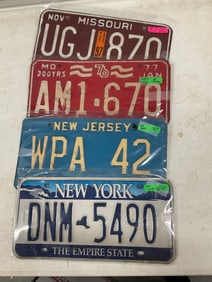 NOV MISSOURI
UGJ 870
MO 76 77
200YRS JAN
AM1·670
NEW JERSEY
WPA 42
NEW YORK
DNM 5490
THE EMPIRE STATE